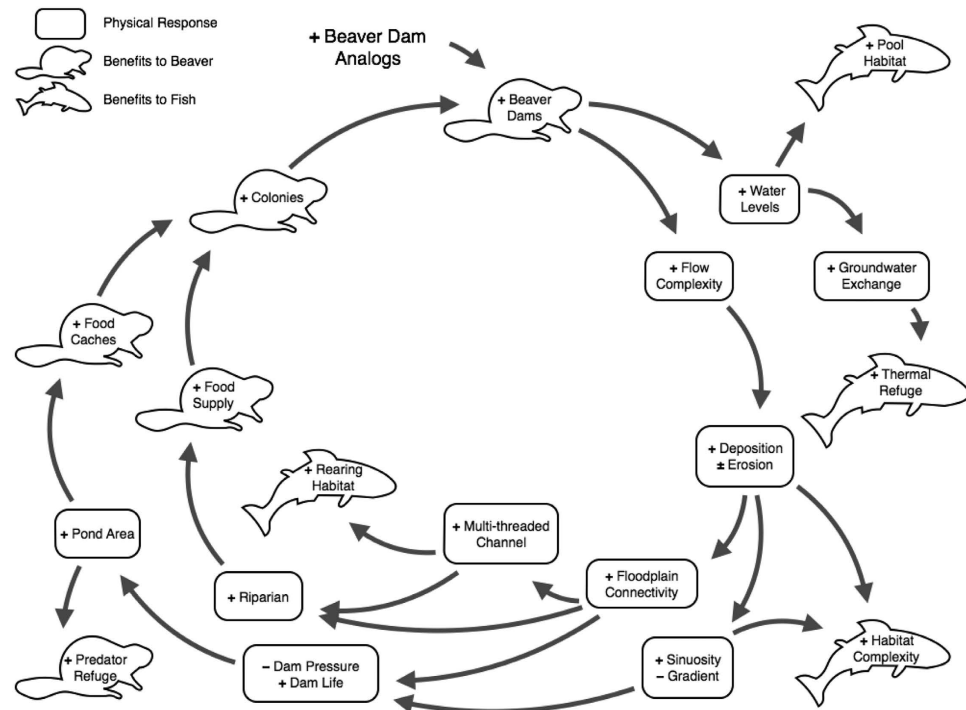 Physical Response
Benefits to Beaver
Benefits to Fish
+ Beaver Dam
Analogs
+ Beaver
Dams
+ Pool
Habitat
+ Water
Levels
+ Colonies
+ Flow
Complexity
+ Groundwater
Exchange
+ Food
Caches
+ Food
Supply
+ Thermal
Refuge
+ Deposition
± Erosion
+ Rearing
Habitat
+ Pond Area
+ Multi-threaded
Channel
+ Riparian
+ Floodplain
Connectivity
+ Predator
Refuge
− Dam Pressure
+ Dam Life
+ Sinuosity
− Gradient
+ Habitat
Complexity